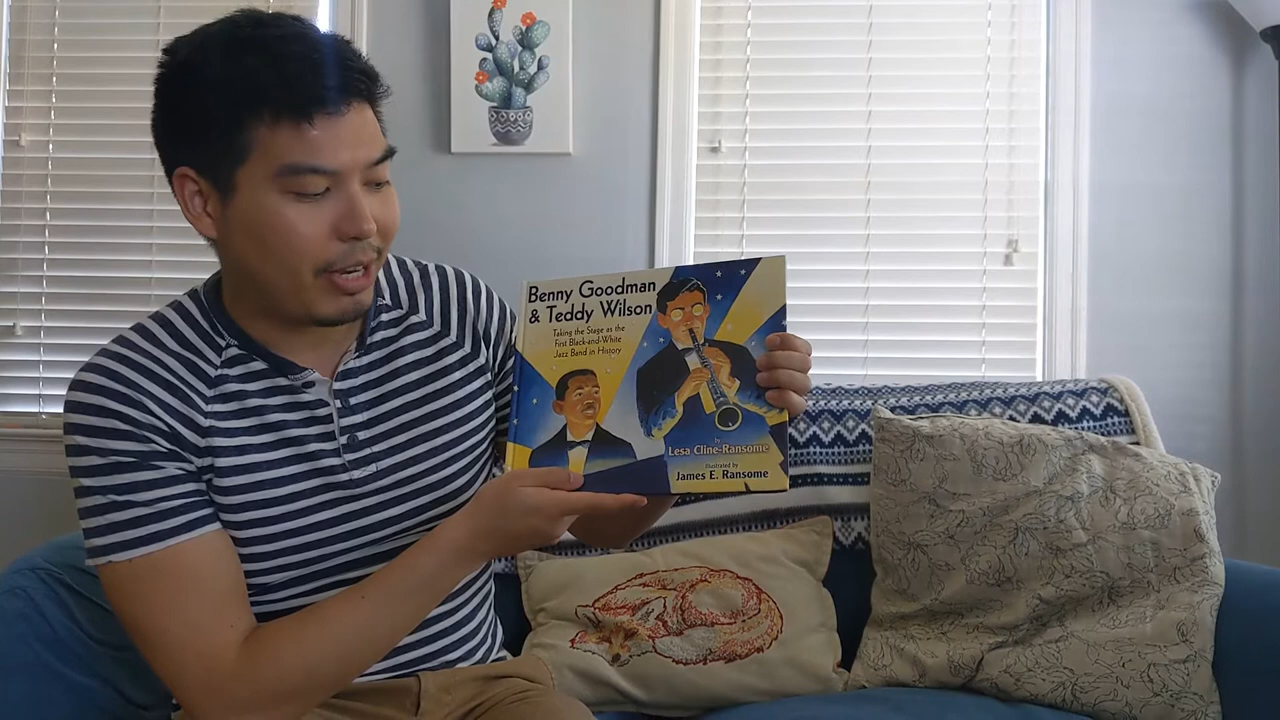 Benny Goodman
& Teddy Wilson
Taking the Stage as the
First Black-and-White
Jazz Band in History
by
Lesa Cline-Ransome
Illustrated by
James E. Ransome